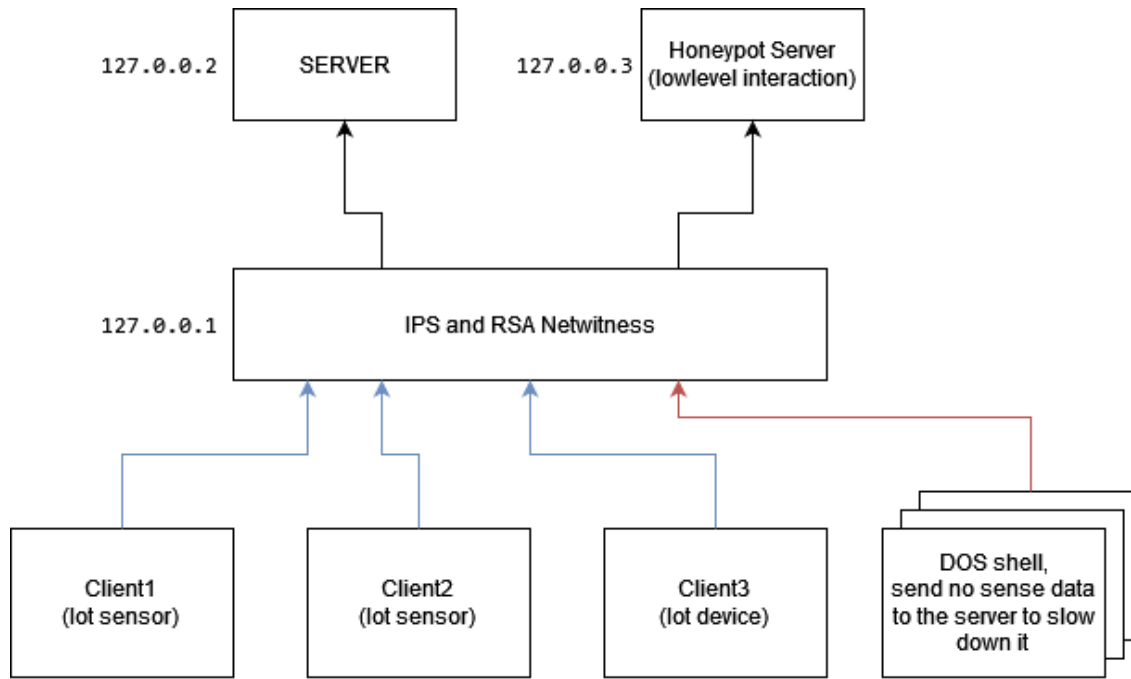 127.0.0.2
SERVER
127.0.0.3
Honeypot Server
(lowlevel interaction)
127.0.0.1
IPS and RSA Netwitness
Client1
(Iot sensor)
Client2
(Iot sensor)
Client3
(Iot device)
DOS shell,
send no sense data
to the server to slow
down it